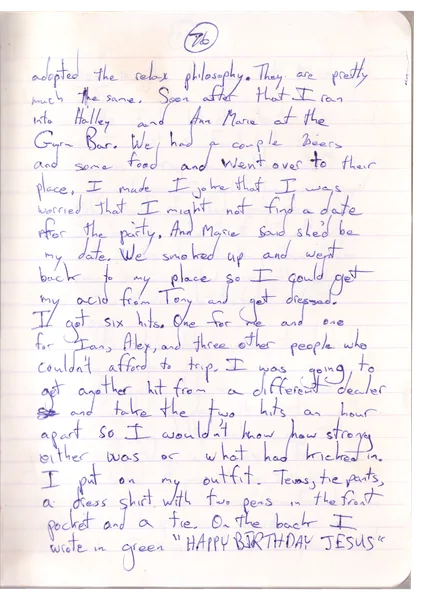 76
adopted the relax philosophy. They are pretty
much the same. Soon after that I ran
into Halley and Ann Marie at the
Gym Bar. We had a couple Beers
and some food and went over to their
place. I made I joke that I was
worried that I might not find a date
for the party. Ann Marie said she'd be
my date. We smoked up and went
back to my place so I could get
my acid from Tony and get dressed.
I got six hits. One for me and one
for Ian, Alex, and three other people who
couldn't afford to trip. I was going to
get another hit from a different dealer
and take the two hits an hour
apart so I wouldn't know how strong
either was or what had kicked in.
I put on my outfit. tie pants,
a dress shirt with two pens in the front
pocket and a tie. On the back I
wrote in green "HAPPY BIRTHDAY JESUS"